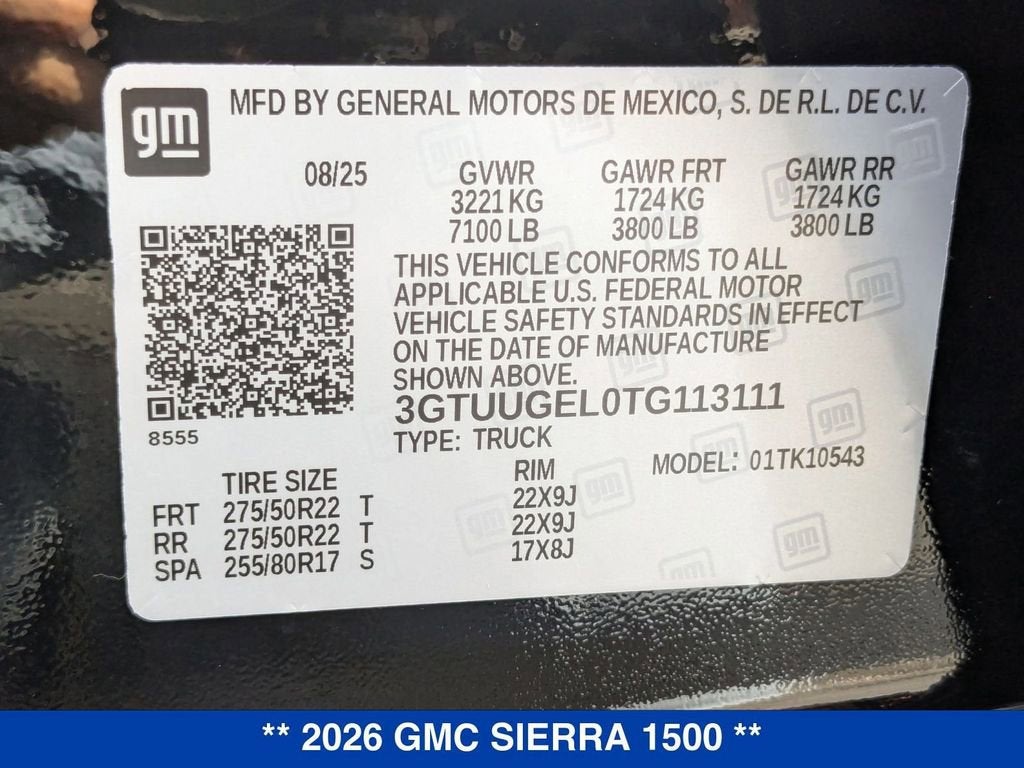 gm
MFD BY GENERAL MOTORS DE MEXICO, S. DE R.L. DE C.V.
08/25
GVWR GAWR FRT GAWR RR
3221 KG 1724 KG 1724 KG
7100 LB 3800 LB 3800 LB
THIS VEHICLE CONFORMS TO ALL
APPLICABLE U.S. FEDERAL MOTOR
VEHICLE SAFETY STANDARDS IN EFFECT
ON THE DATE OF MANUFACTURE
SHOWN ABOVE.
3GTUUGEL0TG113111
8555
TYPE: TRUCK
MODEL: 01TK10543
TIRE SIZE RIM
FRT 275/50R22 T 22X9J
RR 275/50R22 T 22X9J
SPA 255/80R17 S 17X8J
** 2026 GMC SIERRA 1500 **